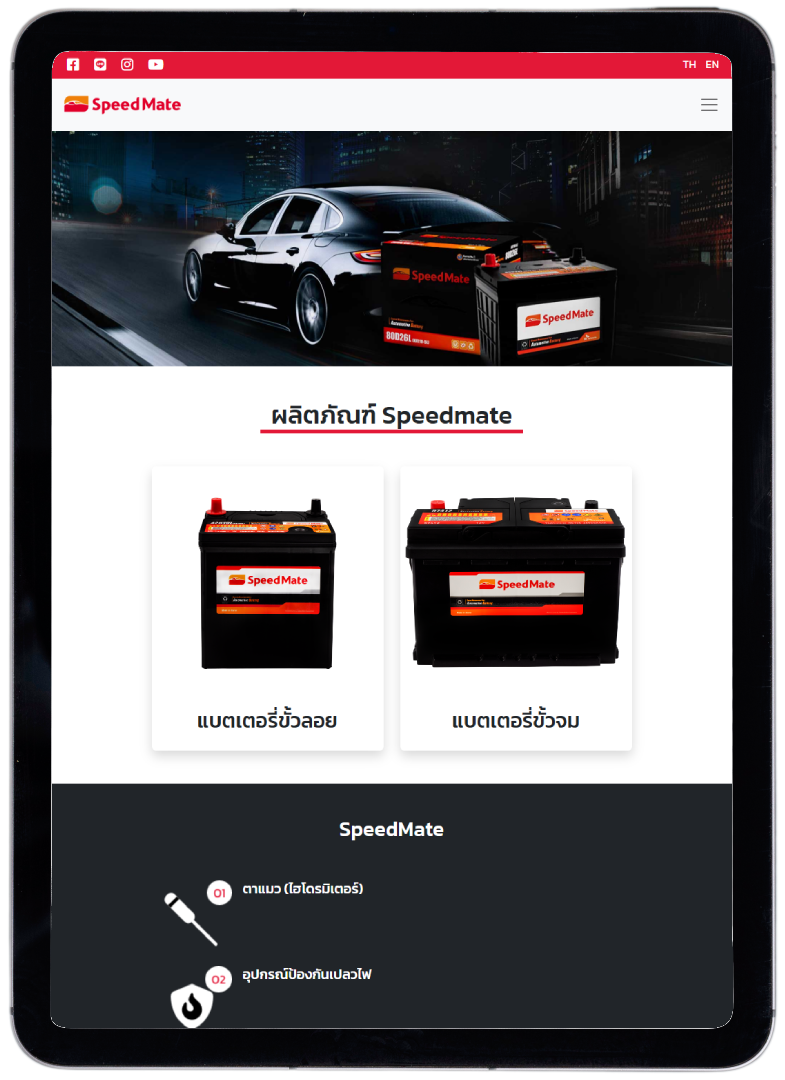 TH EN
SpeedMate
SpeedMate
80D26L
SpeedMate
Automotive Battery
ผลิตภัณฑ์ Speedmate
SpeedMate
SpeedMate
แบตเตอรี่ขั้วลอย
แบตเตอรี่ขั้วจม
SpeedMate
01
ตาแมว (ไฮโดรมิเตอร์)
02
อุปกรณ์ป้องกันเปลวไฟ